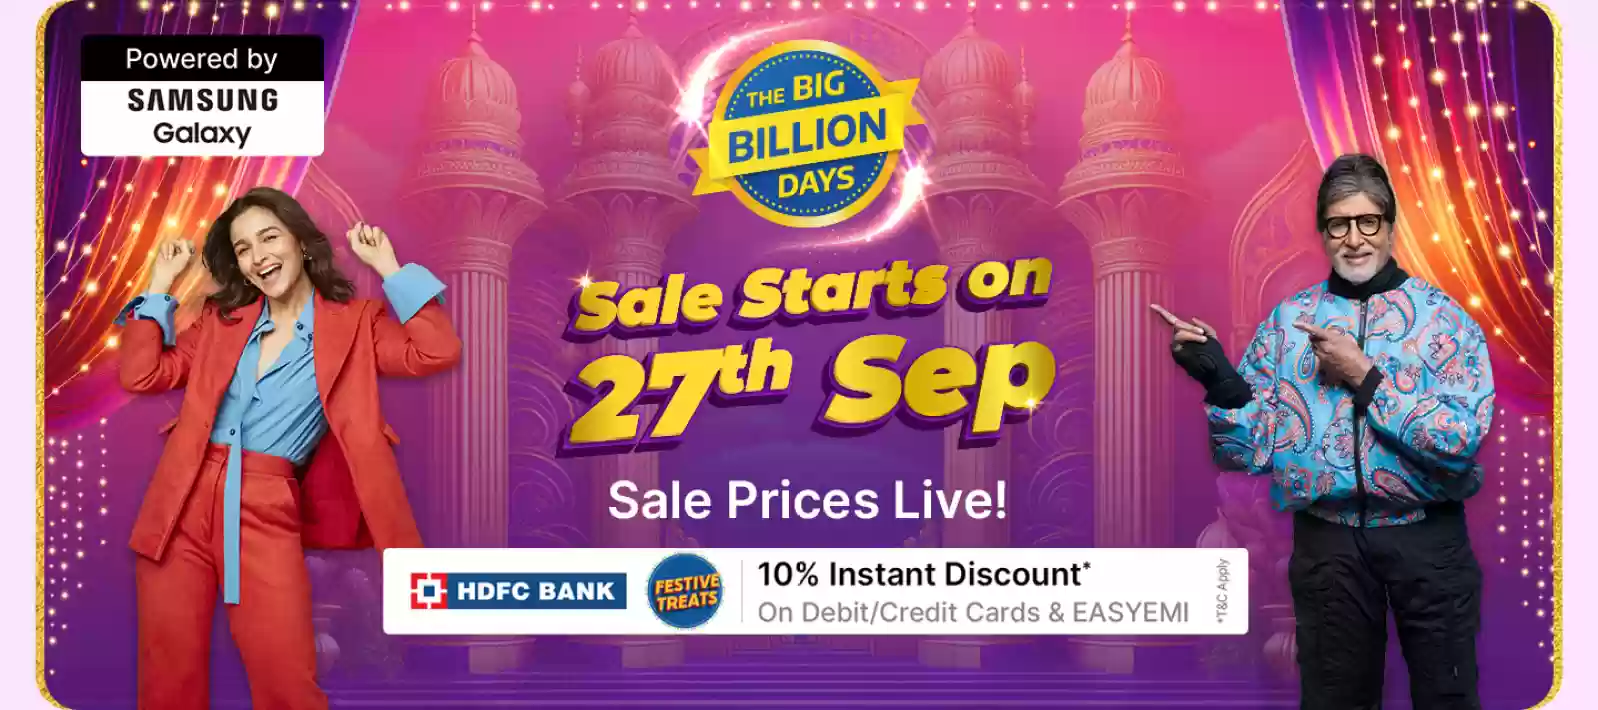 Powered by
SAMSUNG
Galaxy
THE BIG
BILLION
DAYS
Sale Starts on
27th Sep
Sale Prices Live!
HDFC BANK
FESTIVE
TREATS
10% Instant Discount*
On Debit/Credit Cards & EASYEMI
*T&C Apply